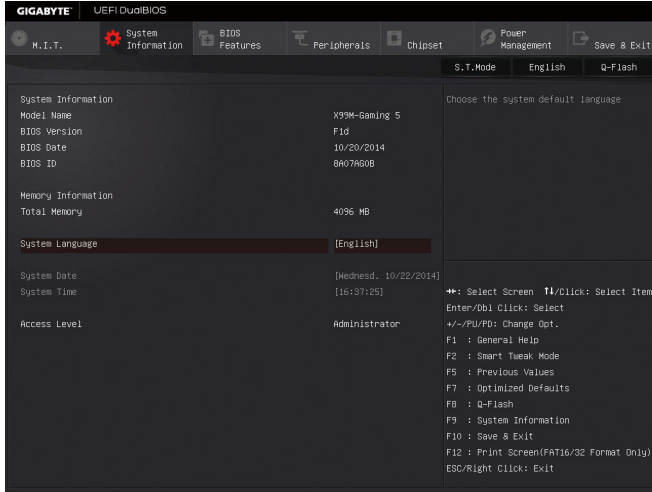 GIGABYTE™ UEFI DualBIOS
M.I.T.
System Information
BIOS Features
Peripherals
Chipset
Power Management
Save & Exit
S.T.Mode English Q-Flash
System Information
Model Name X99M-Gaming 5
BIOS Version F1d
BIOS Date 10/20/2014
BIOS ID 8A07AG0B
Memory Information
Total Memory 4096 MB
System Language [English]
System Date [Wednesd. 10/22/2014]
System Time [16:37:25]
Access Level Administrator
Choose the system default language
→←: Select Screen ↑↓/Click: Select Item
Enter/Dbl Click: Select
+/-/PU/PD: Change Opt.
F1 : General Help
F2 : Smart Tweak Mode
F5 : Previous Values
F7 : Optimized Defaults
F8 : Q-Flash
F9 : System Information
F10 : Save & Exit
F12 : Print Screen(FAT16/32 Format Only)
ESC/Right Click: Exit